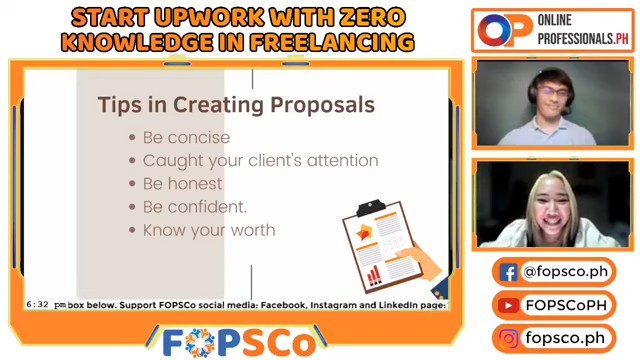 START UPWORK WITH ZERO
KNOWLEDGE IN FREELANCING
OP
ONLINE
PROFESSIONALS.PH
Tips in Creating Proposals
Be concise
Caught your client's attention
Be honest
Be confident.
Know your worth
6:32 pm box below. Support FOPSCo social media: Facebook, Instagram and LinkedIn page:
FOPSCo
@fopsco.ph
FOPSCoPH
fopsco.ph